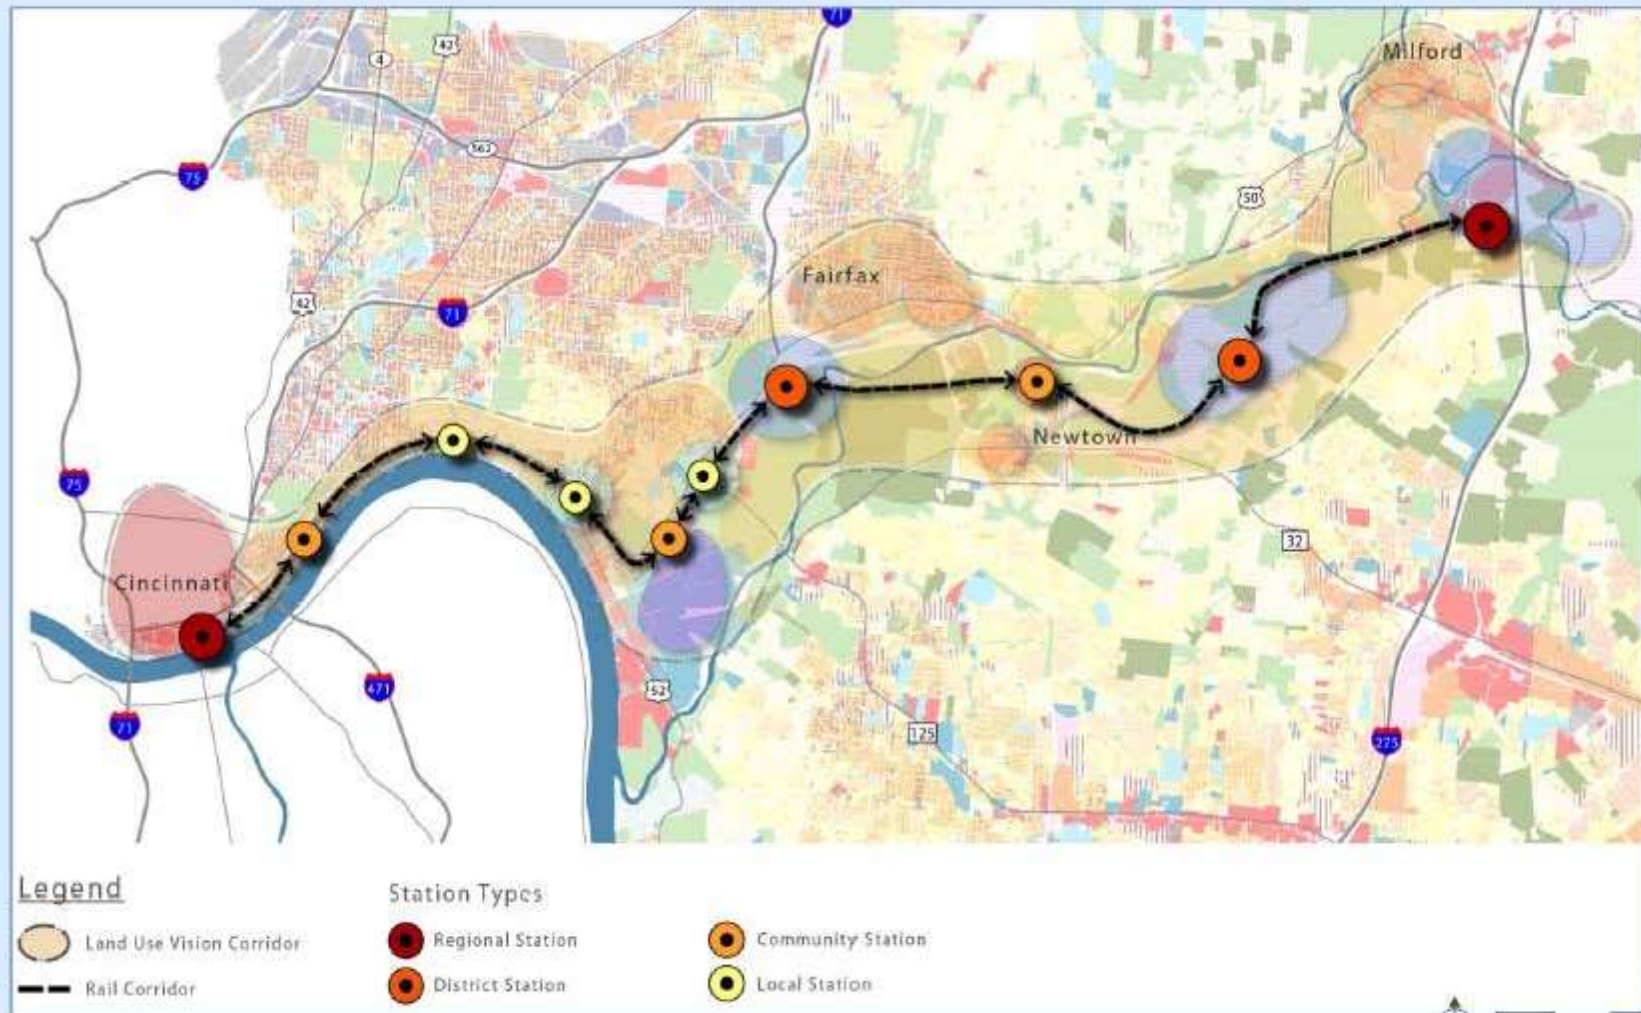 71
Milford
42
4
562
75
50
Fairfax
42
71
Newtown
75
32
Cincinnati
52
471
71
125
275
Legend
Land Use Vision Corridor
Rail Corridor
Station Types
Regional Station
District Station
Community Station
Local Station